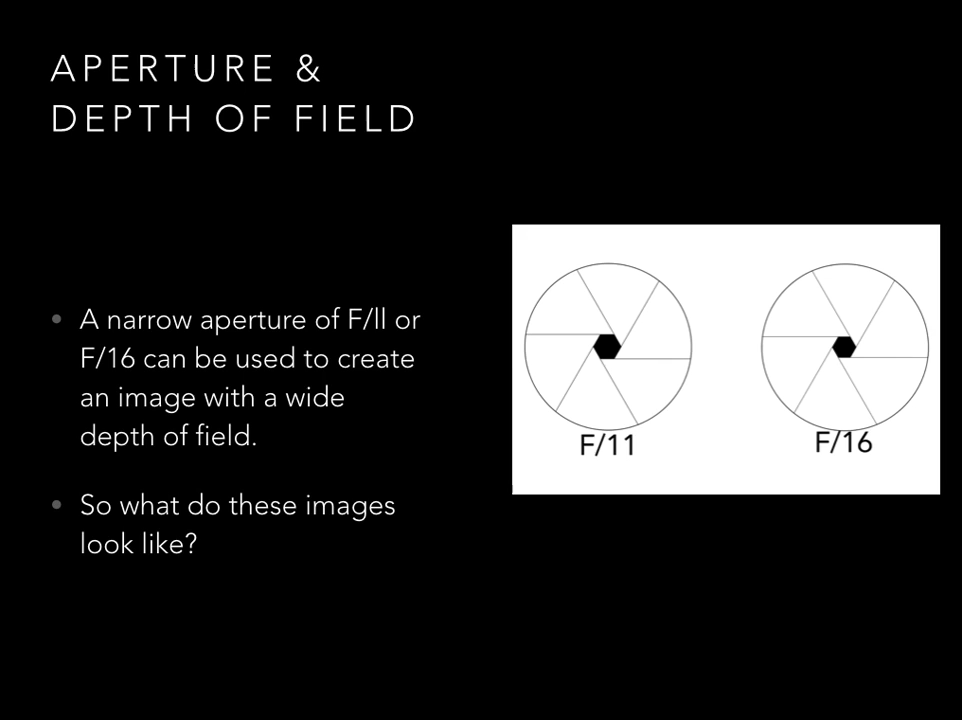 APERTURE &
DEPTH OF FIELD
• A narrow aperture of F/ll or
F/16 can be used to create
an image with a wide
depth of field.
• So what do these images
look like?
F/11
F/16